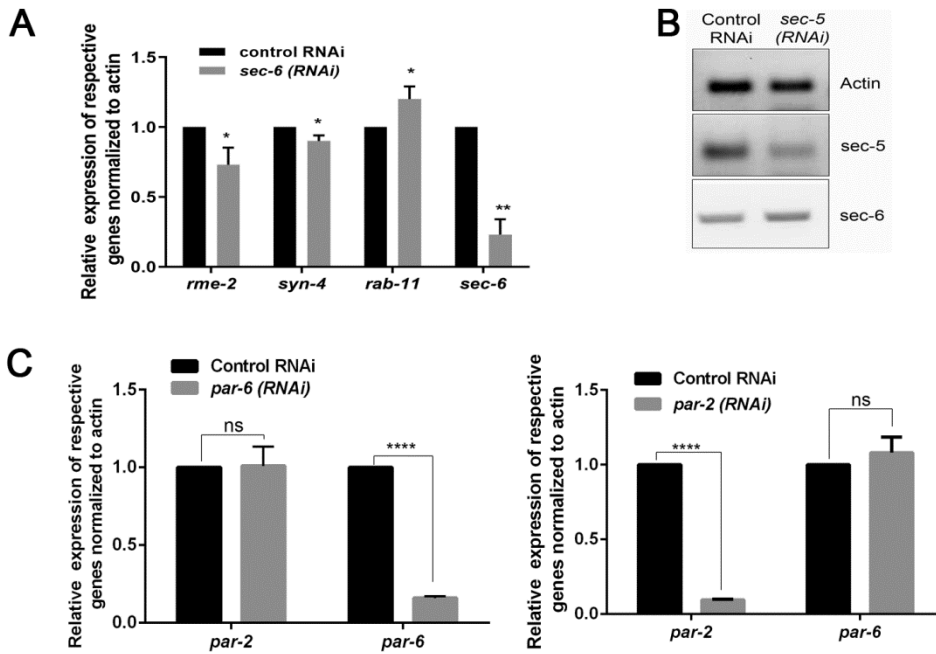 A
Relative expression of respective
genes normalized to actin
control RNAi
sec-6 (RNAi)
1.5
1.0
0.5
0.0
*
*
*
**
rme-2 syn-4 rab-11 sec-6
B
Control sec-5
RNAi (RNAi)
Actin
sec-5
sec-6
C
Relative expression of respective
genes normalized to actin
Control RNAi
par-6 (RNAi)
1.5
1.0
0.5
0.0
ns
****
par-2 par-6
Relative expression of respective
genes normalized to actin
Control RNAi
par-2 (RNAi)
1.5
1.0
0.5
0.0
****
ns
par-2 par-6